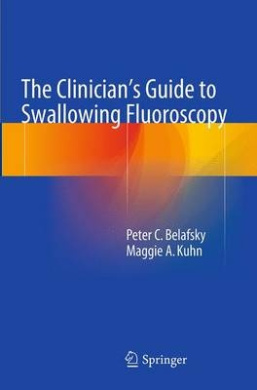 The Clinician's Guide to
Swallowing Fluoroscopy
Peter C. Belafsky
Maggie A. Kuhn
Springer